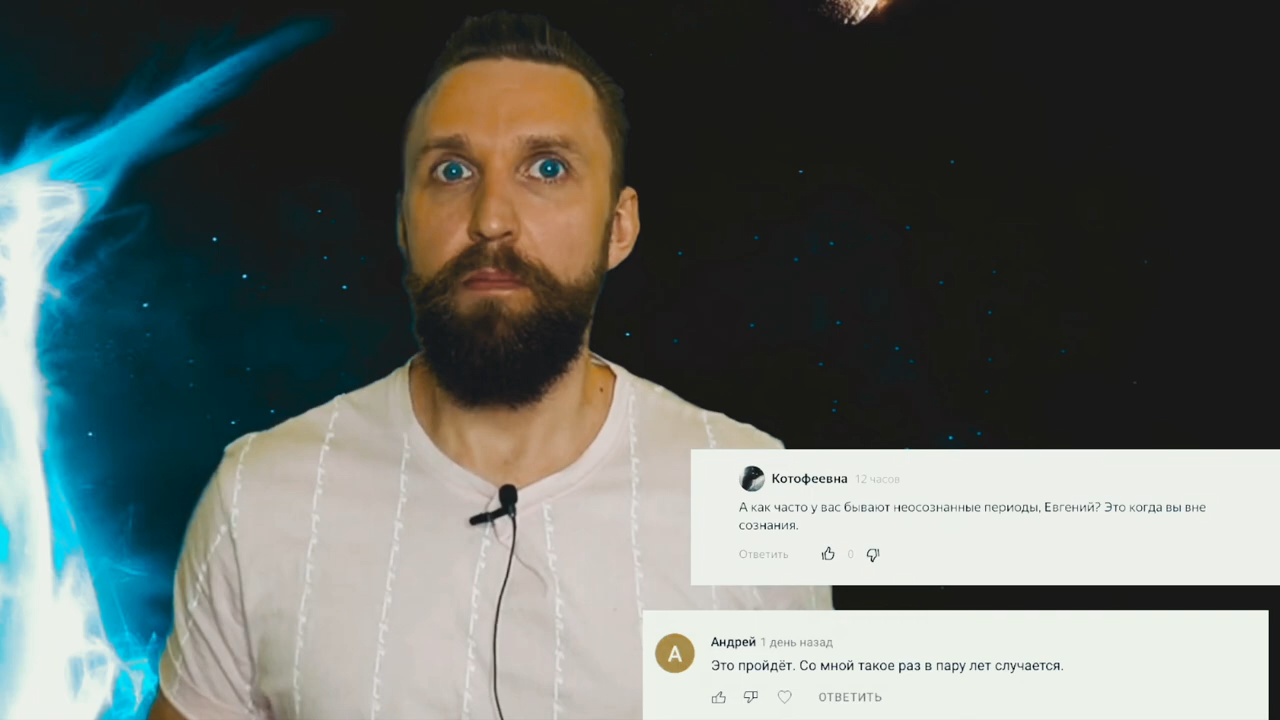 Котофеевна 12 часов
А как часто у вас бывают неосознанные периоды, Евгений? Это когда вы вне
сознания.
Ответить 0
Андрей 1 день назад
А
Это пройдёт. Со мной такое раз в пару лет случается.
ОТВЕТИТЬ